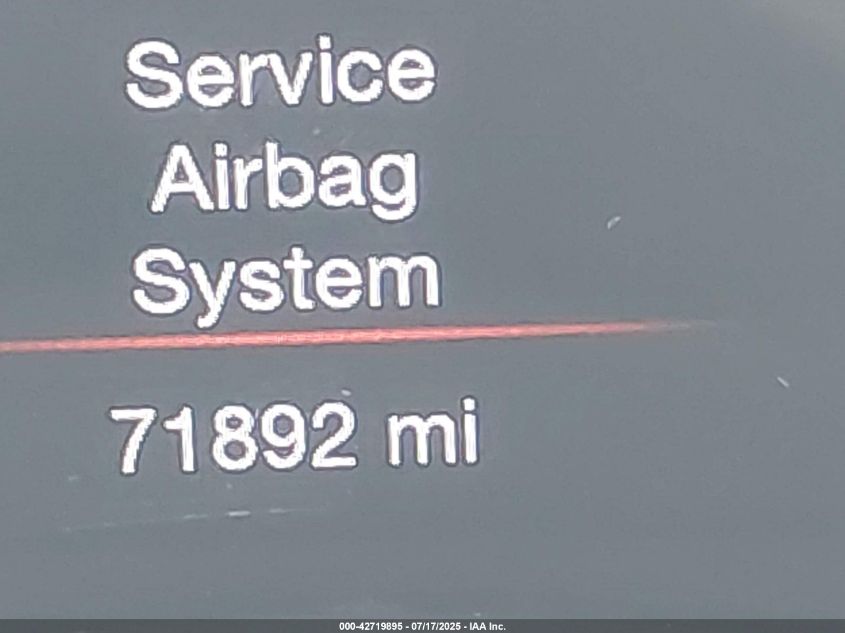 Service
Airbag
System
71892 mi
000-42719895 - 07/17/2025 - IAA Inc.